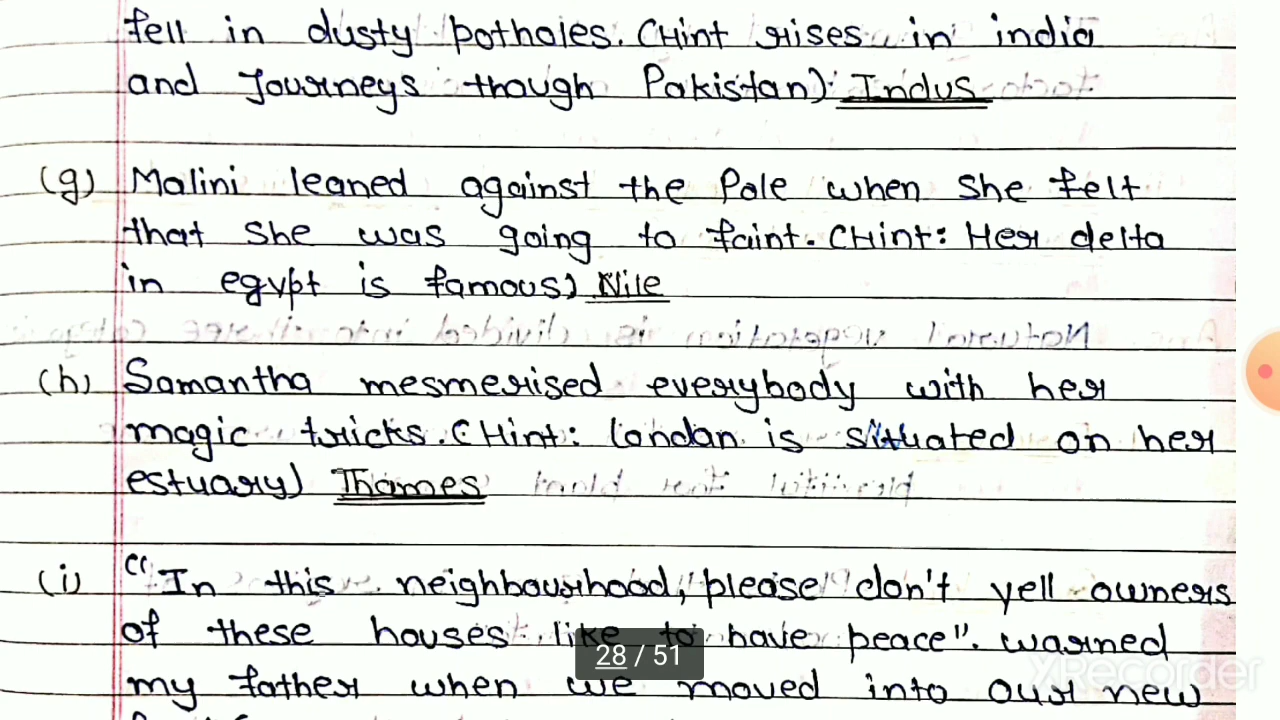 fell in dusty potholes. (Hint rises in india
and Journeys though Pakistan). Indus
(g) Malini leaned against the Pole when she felt
that she was going to faint. (Hint: Her delta
in egypt is famous) Nile
(h) Samantha mesmerised everybody with her
magic tricks. (Hint: Londan is situated on her
estuary) Thames
(i) "In this neighbourhood, please don't yell owners
of these houses like to have peace". warned
28 / 51
my father when we moved into our new
XRecorder